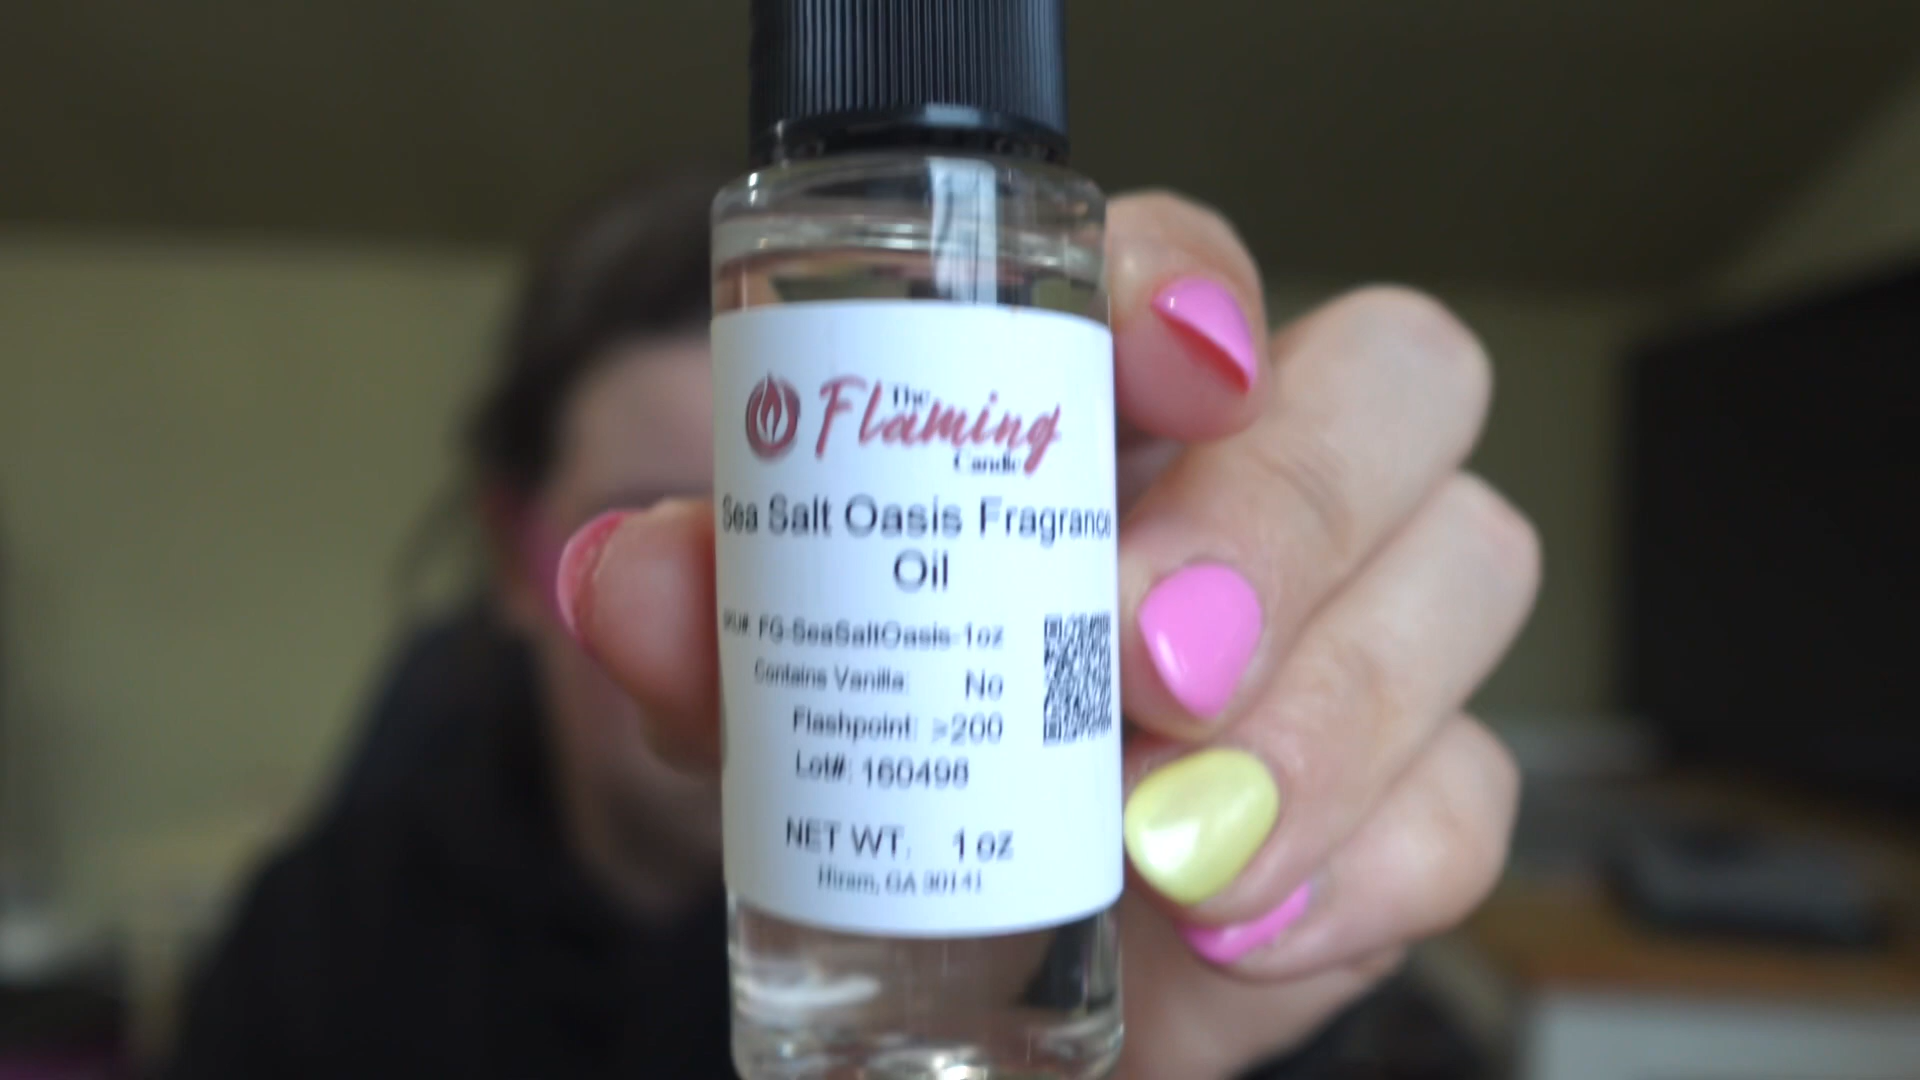 The
Flaming
Candle
Sea Salt Oasis Fragrance
Oil
SKU#: FG-SeaSaltOasis-1oz
Contains Vanilla: No
Flashpoint: >200
Lot#: 160498
NET WT. 1 oz
Hiram, GA 30141